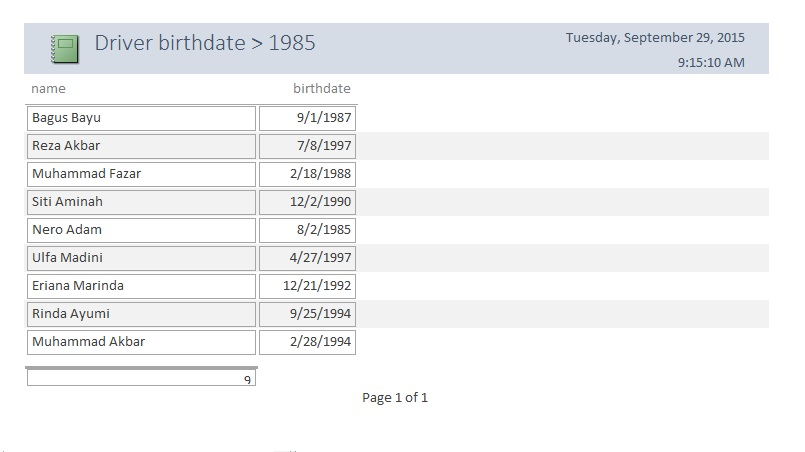 Driver birthdate > 1985
Tuesday, September 29, 2015
9:15:10 AM
name birthdate
Bagus Bayu 9/1/1987
Reza Akbar 7/8/1997
Muhammad Fazar 2/18/1988
Siti Aminah 12/2/1990
Nero Adam 8/2/1985
Ulfa Madini 4/27/1997
Eriana Marinda 12/21/1992
Rinda Ayumi 9/25/1994
Muhammad Akbar 2/28/1994
9
Page 1 of 1